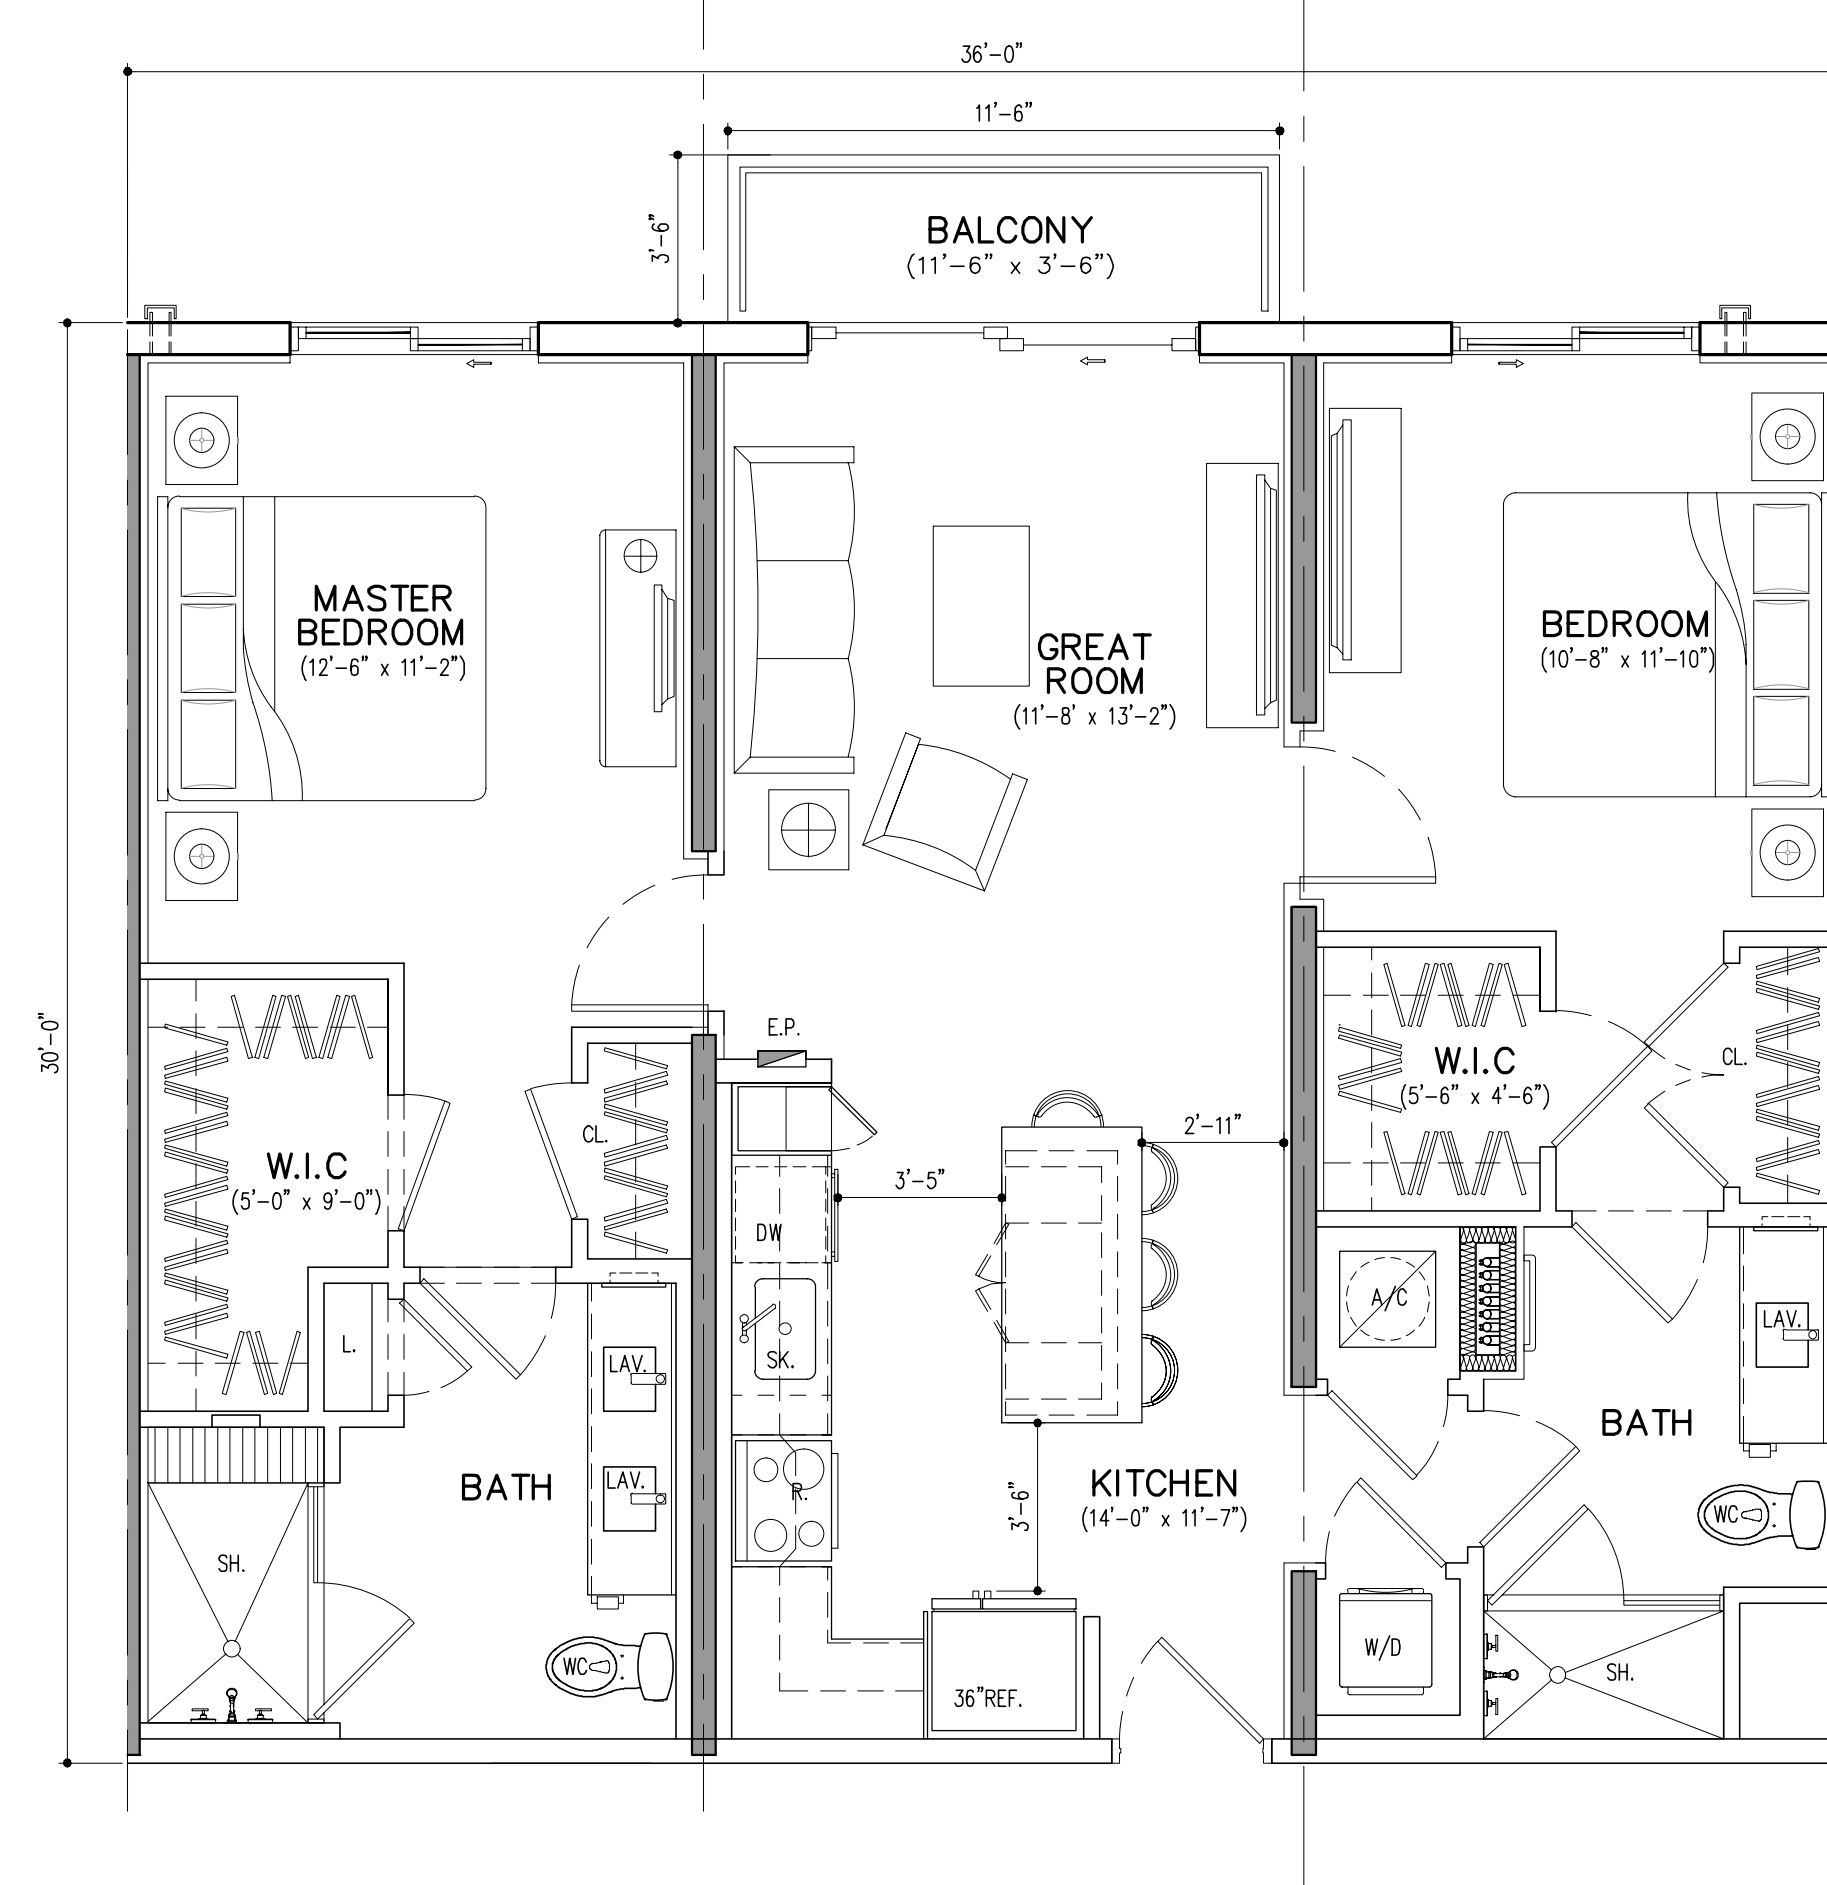 36'-0"
11'-6"
3'-6"
BALCONY
(11'-6" x 3'-6")
MASTER
BEDROOM
(12'-6" x 11'-2")
GREAT
ROOM
(11'-8' x 13'-2")
BEDROOM
(10'-8" x 11'-10")
30'-0"
E.P.
W.I.C
(5'-6" x 4'-6")
CL.
CL.
2'-11"
W.I.C
(5'-0" x 9'-0")
3'-5"
DW
A/C
LAV.
L.
LAV.
SK.
BATH
BATH
LAV.
R.
KITCHEN
(14'-0" x 11'-7")
3'-6"
WC
SH.
WC
36"REF.
W/D
SH.